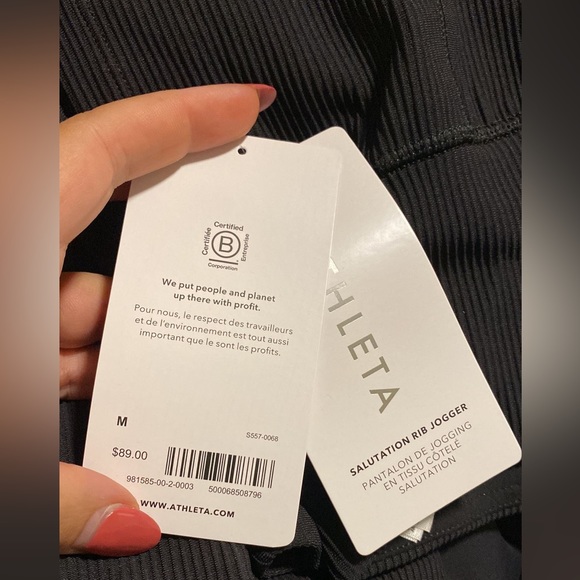 Certified
Certifiée
B
Entreprise
Corporation
We put people and planet
up there with profit.
Pour nous, le respect des travailleurs
et de l'environnement est tout aussi
important que le sont les profits.
M
S557-0068
$89.00
981585-00-2-0003 500068508796
WWW.ATHLETA.COM
THLETA
SALUTATION RIB JOGGER
PANTALON DE JOGGING
EN TISSU CÔTELÉ
SALUTATION